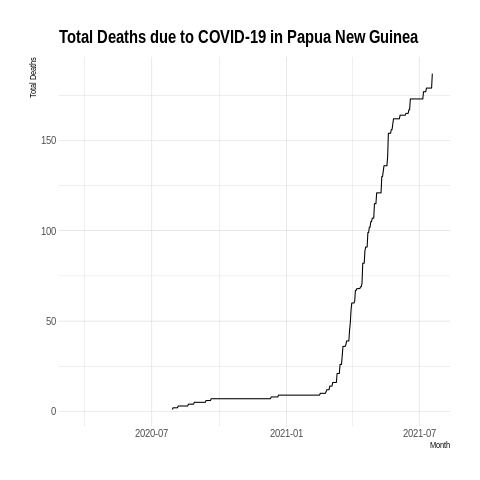 Total Deaths due to COVID-19 in Papua New Guinea
Total Deaths
150
100
50
0
2020-07
2021-01
2021-07
Month